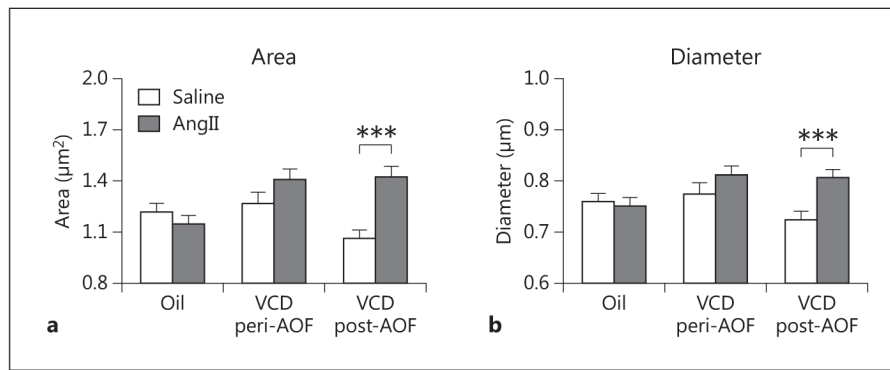 Area
2.0
1.7
1.4
1.1
0.8
Area (μm²)
Saline
AngII
***
Oil
VCD
peri-AOF
VCD
post-AOF
a
Diameter
1.0
0.9
0.8
0.7
0.6
Diameter (μm)
***
Oil
VCD
peri-AOF
VCD
post-AOF
b